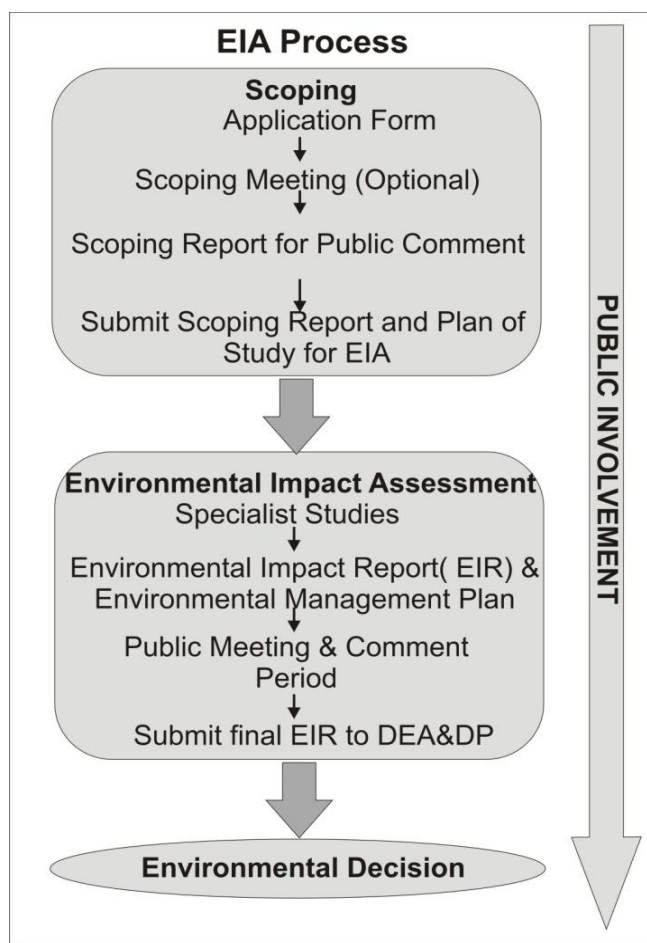 EIA Process
Scoping
Application Form
Scoping Meeting (Optional)
Scoping Report for Public Comment
Submit Scoping Report and Plan of
Study for EIA
Environmental Impact Assessment
Specialist Studies
Environmental Impact Report( EIR) &
Environmental Management Plan
Public Meeting & Comment
Period
Submit final EIR to DEA&DP
Environmental Decision
PUBLIC INVOLVEMENT